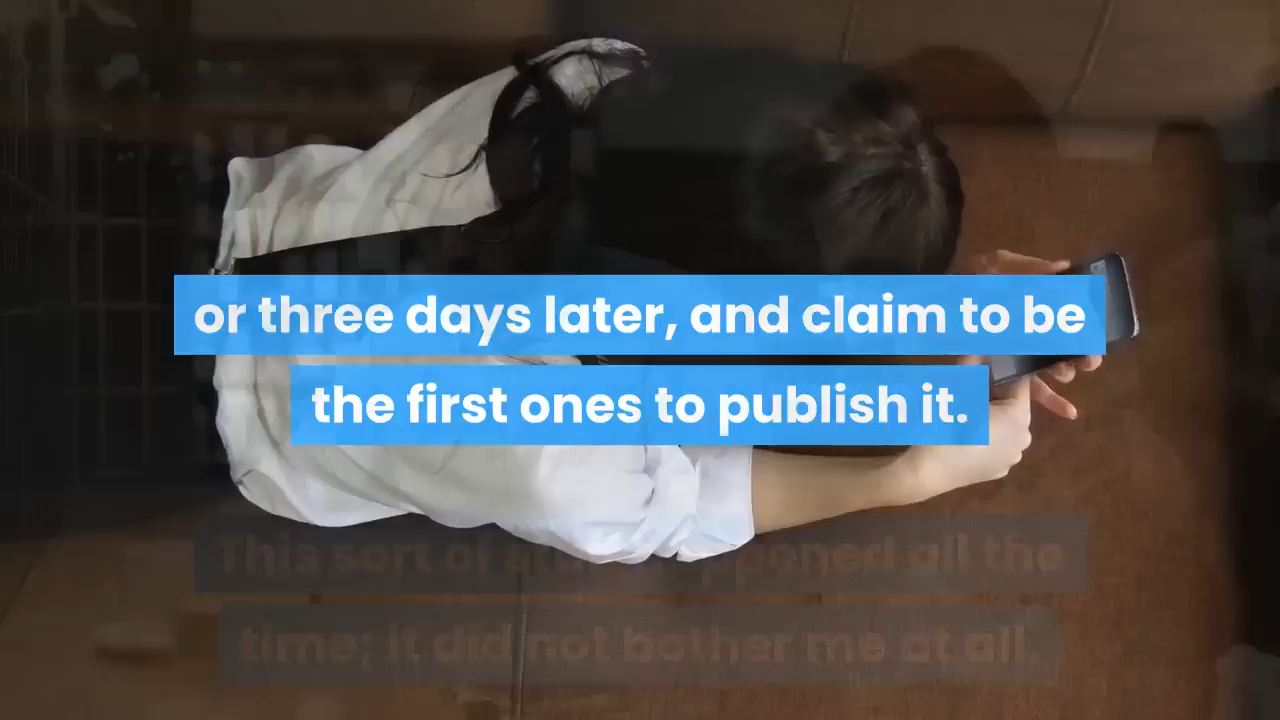 or three days later, and claim to be
the first ones to publish it.
This sort of happened all the
time; it did not bother me at all.